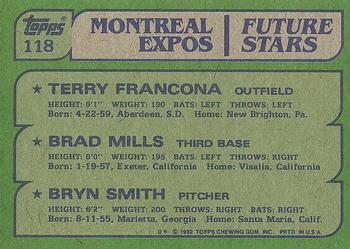 Topps
118
MONTREAL EXPOS
FUTURE STARS
★ TERRY FRANCONA OUTFIELD
HEIGHT: 6'1" WEIGHT: 190 BATS: LEFT THROWS: LEFT
Born: 4-22-59, Aberdeen, S.D. Home: New Brighton, Pa.
★ BRAD MILLS THIRD BASE
HEIGHT: 6'0" WEIGHT: 195 BATS: LEFT THROWS: RIGHT
Born: 1-19-57, Exeter, California Home: Visalia, California
★ BRYN SMITH PITCHER
HEIGHT: 6'2" WEIGHT: 200 THROWS: RIGHT BATS: RIGHT
Born: 8-11-55, Marietta, Georgia Home: Santa Maria, Calif.
D* © 1982 TOPPS CHEWING GUM, INC. PRTD. IN U.S.A.